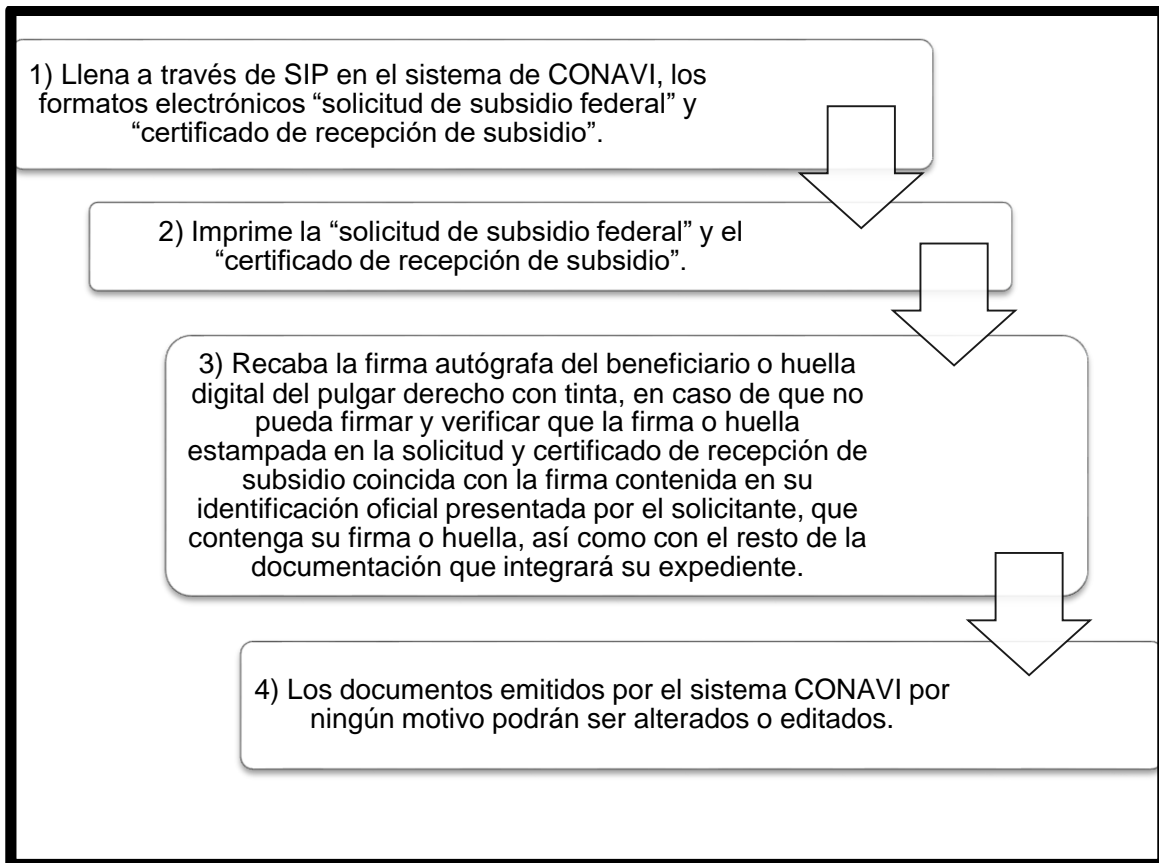 1) Llena a través de SIP en el sistema de CONAVI, los
formatos electrónicos “solicitud de subsidio federal” y
“certificado de recepción de subsidio”.
2) Imprime la “solicitud de subsidio federal” y el
“certificado de recepción de subsidio”.
3) Recaba la firma autógrafa del beneficiario o huella
digital del pulgar derecho con tinta, en caso de que no
pueda firmar y verificar que la firma o huella
estampada en la solicitud y certificado de recepción de
subsidio coincida con la firma contenida en su
identificación oficial presentada por el solicitante, que
contenga su firma o huella, así como con el resto de la
documentación que integrará su expediente.
4) Los documentos emitidos por el sistema CONAVI por
ningún motivo podrán ser alterados o editados.